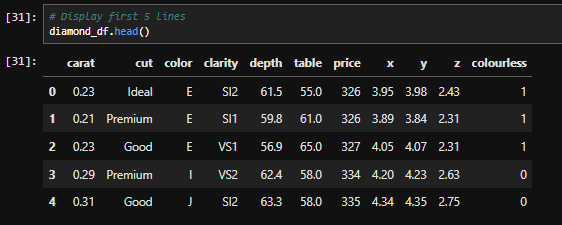 [31]: # Display first 5 lines
diamond_df.head()
[31]: carat cut color clarity depth table price x y z colourless
0 0.23 Ideal E SI2 61.5 55.0 326 3.95 3.98 2.43 1
1 0.21 Premium E SI1 59.8 61.0 326 3.89 3.84 2.31 1
2 0.23 Good E VS1 56.9 65.0 327 4.05 4.07 2.31 1
3 0.29 Premium I VS2 62.4 58.0 334 4.20 4.23 2.63 0
4 0.31 Good J SI2 63.3 58.0 335 4.34 4.35 2.75 0